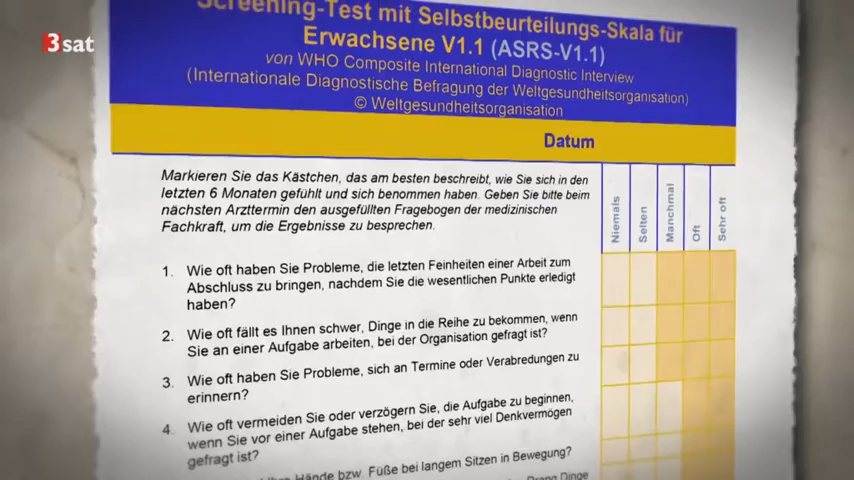 3sat
Screening-Test mit Selbstbeurteilungs-Skala für
Erwachsene V1.1 (ASRS-V1.1)
von WHO Composite International Diagnostic Interview
(Internationale Diagnostische Befragung der Weltgesundheitsorganisation)
© Weltgesundheitsorganisation
Datum
Markieren Sie das Kästchen, das am besten beschreibt, wie Sie sich in den
letzten 6 Monaten gefühlt und sich benommen haben. Geben Sie bitte beim
nächsten Arzttermin den ausgefüllten Fragebogen der medizinischen
Fachkraft, um die Ergebnisse zu besprechen.
Niemals
Selten
Manchmal
Oft
Sehr oft
1. Wie oft haben Sie Probleme, die letzten Feinheiten einer Arbeit zum
Abschluss zu bringen, nachdem Sie die wesentlichen Punkte erledigt
haben?
2. Wie oft fällt es Ihnen schwer, Dinge in die Reihe zu bekommen, wenn
Sie an einer Aufgabe arbeiten, bei der Organisation gefragt ist?
3. Wie oft haben Sie Probleme, sich an Termine oder Verabredungen zu
erinnern?
4. Wie oft vermeiden Sie oder verzögern Sie, die Aufgabe zu beginnen,
wenn Sie vor einer Aufgabe stehen, bei der sehr viel Denkvermögen
gefragt ist?
Hände bzw. Füße bei langem Sitzen in Bewegung?
Drang Dinge